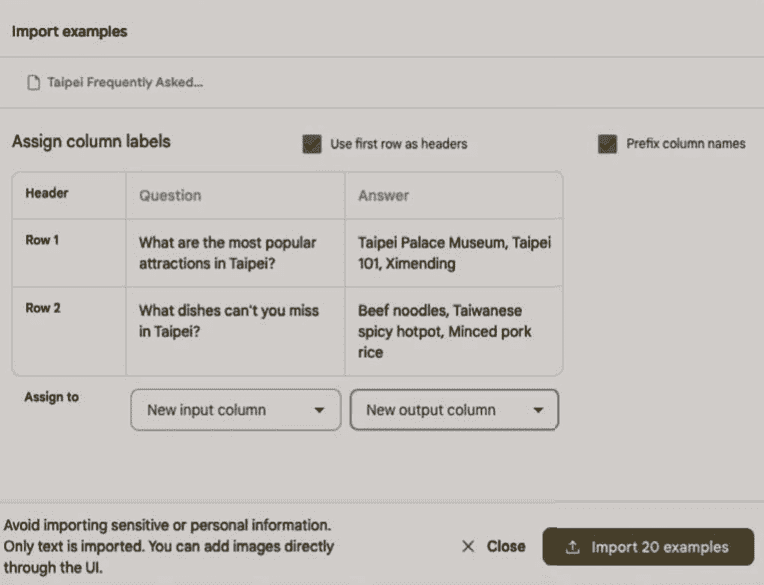 Import examples
Taipei Frequently Asked...
Assign column labels
Use first row as headers
Prefix column names
Header
Question
Answer
Row 1
What are the most popular
attractions in Taipei?
Taipei Palace Museum, Taipei
101, Ximending
Row 2
What dishes can't you miss
in Taipei?
Beef noodles, Taiwanese
spicy hotpot, Minced pork
rice
Assign to
New input column
New output column
Avoid importing sensitive or personal information.
Only text is imported. You can add images directly
through the UI.
Close
Import 20 examples